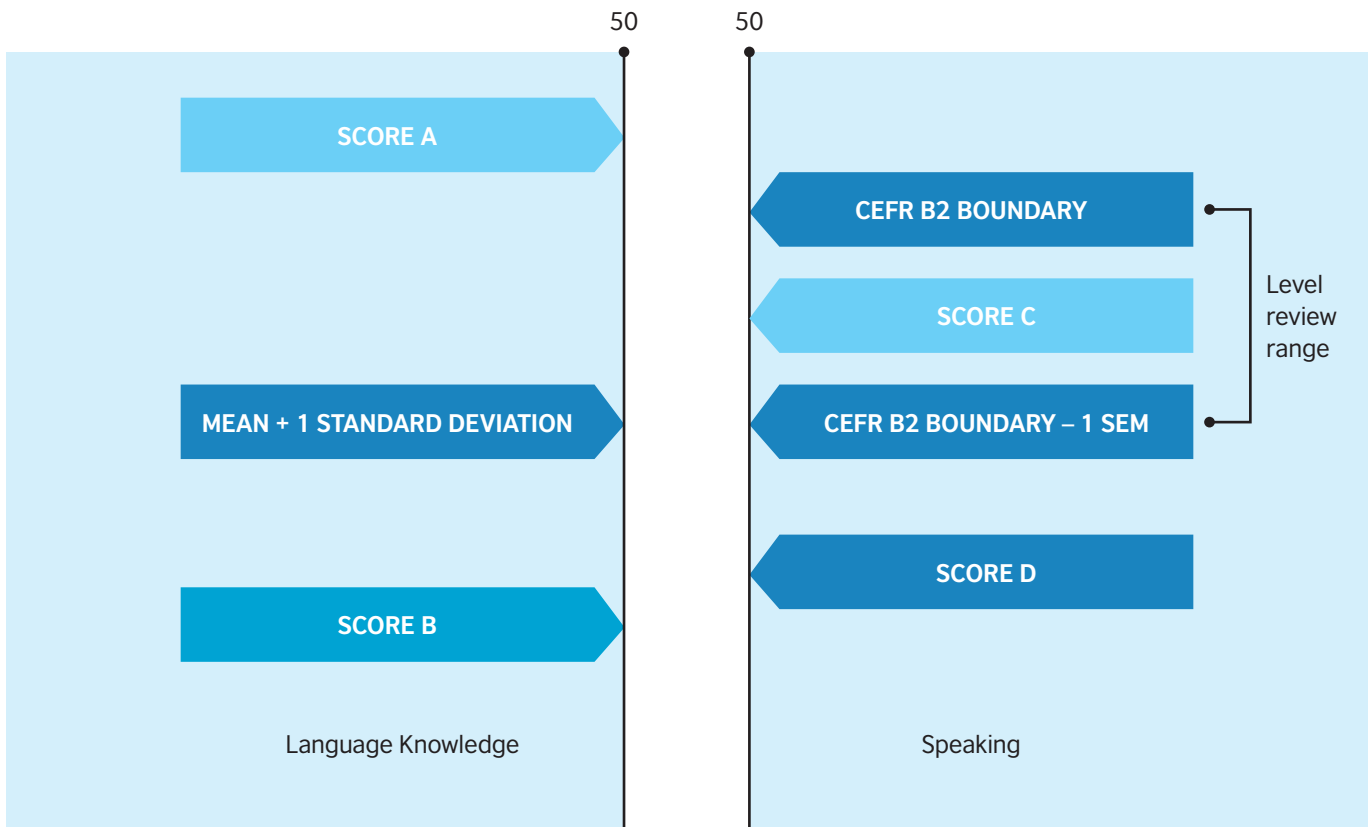 50
50
SCORE A
CEFR B2 BOUNDARY
SCORE C
Level
review
range
MEAN + 1 STANDARD DEVIATION
CEFR B2 BOUNDARY – 1 SEM
SCORE D
SCORE B
Language Knowledge
Speaking